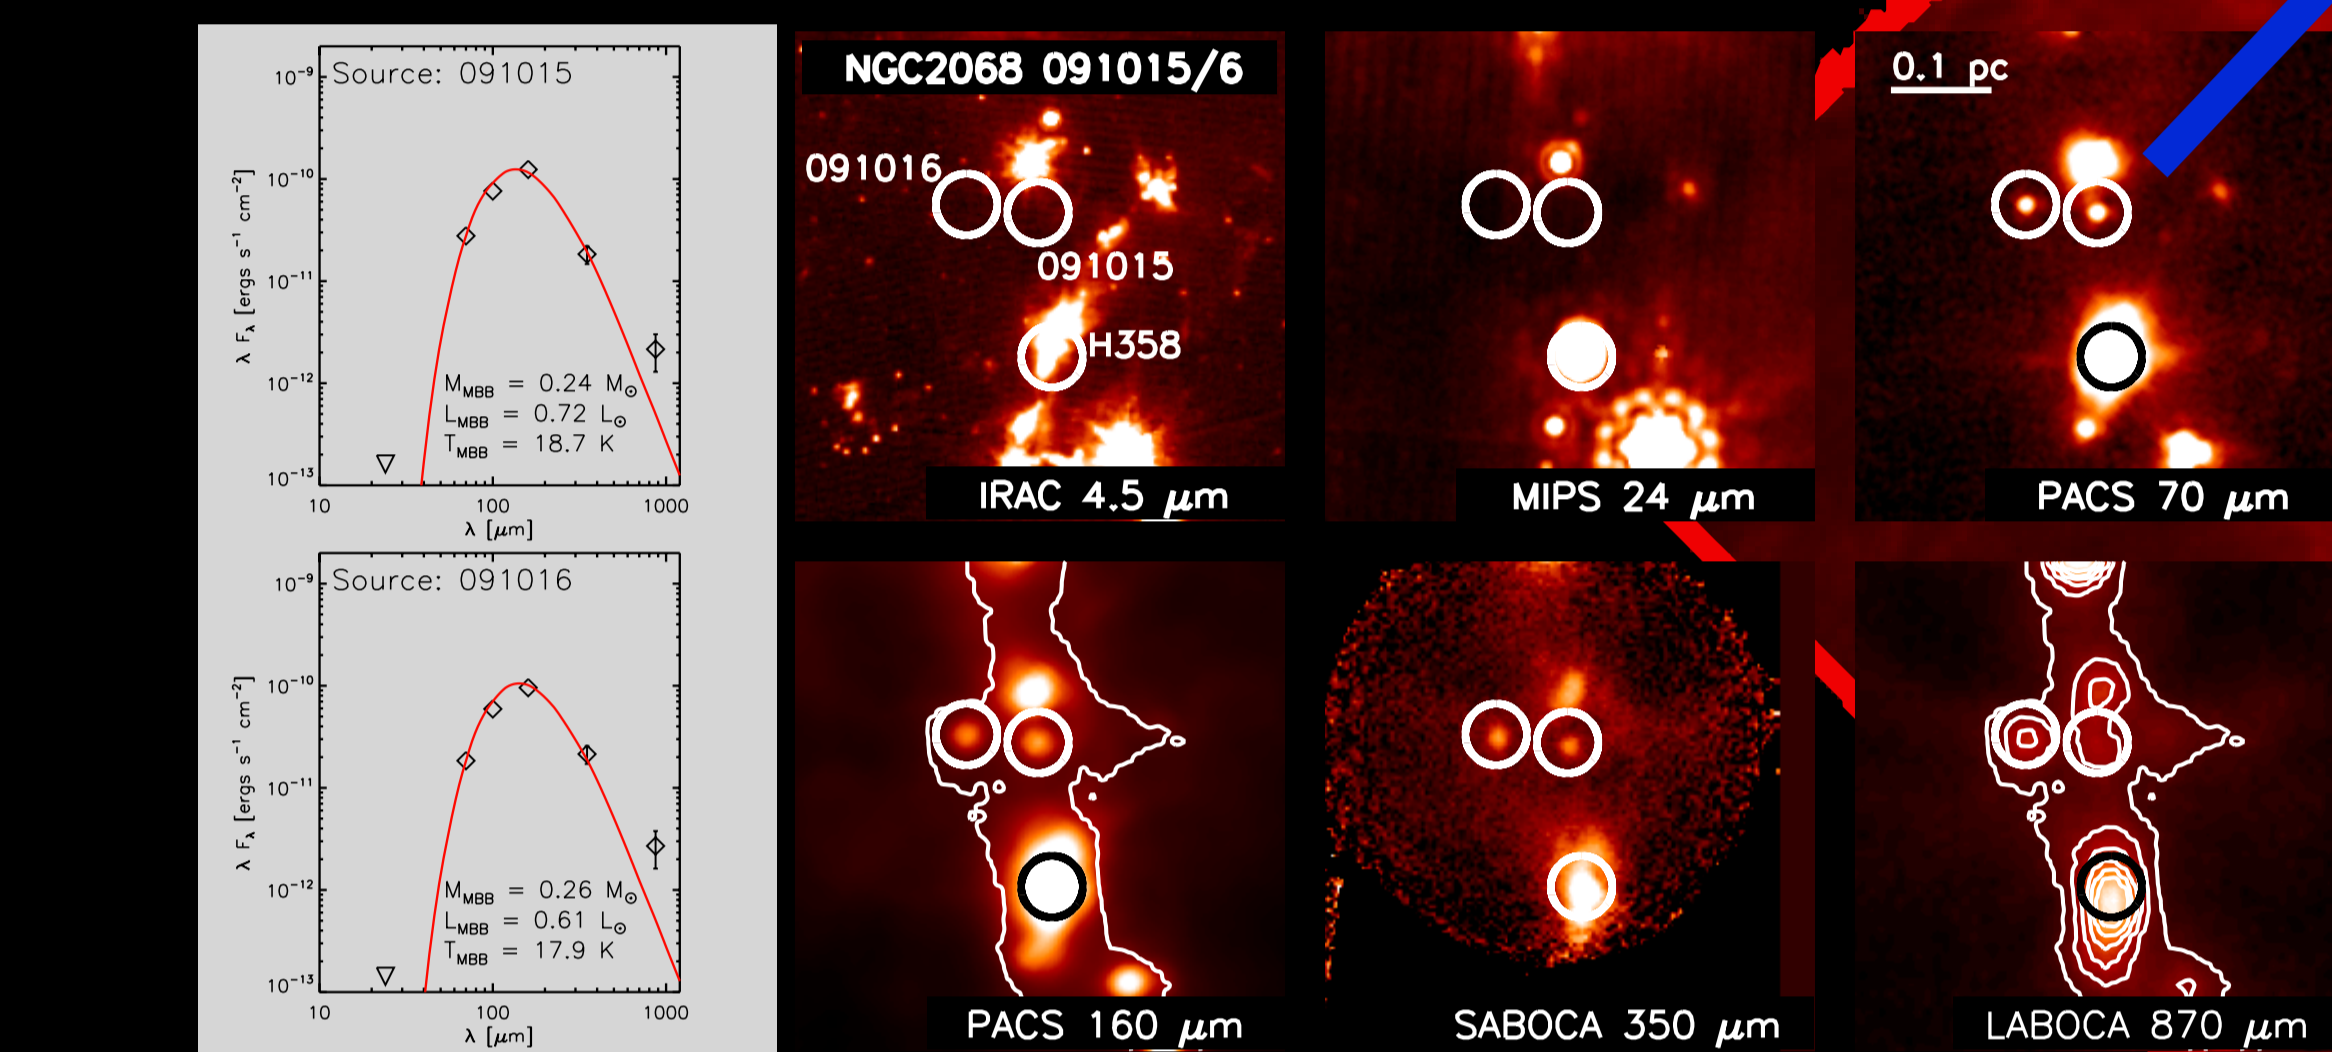 Source: 091015
10⁻⁹
10⁻¹⁰
10⁻¹¹
10⁻¹²
10⁻¹³
λ F_λ [ergs s⁻¹ cm⁻²]
M_MBB = 0.24 M_⊙
L_MBB = 0.72 L_⊙
T_MBB = 18.7 K
10 100 1000
λ [μm]
Source: 091016
10⁻⁹
10⁻¹⁰
10⁻¹¹
10⁻¹²
10⁻¹³
λ F_λ [ergs s⁻¹ cm⁻²]
M_MBB = 0.26 M_⊙
L_MBB = 0.61 L_⊙
T_MBB = 17.9 K
10 100 1000
λ [μm]
NGC2068 091015/6
091016
091015
H358
IRAC 4.5 μm
MIPS 24 μm
0.1 pc
PACS 70 μm
PACS 160 μm
SABOCA 350 μm
LABOCA 870 μm